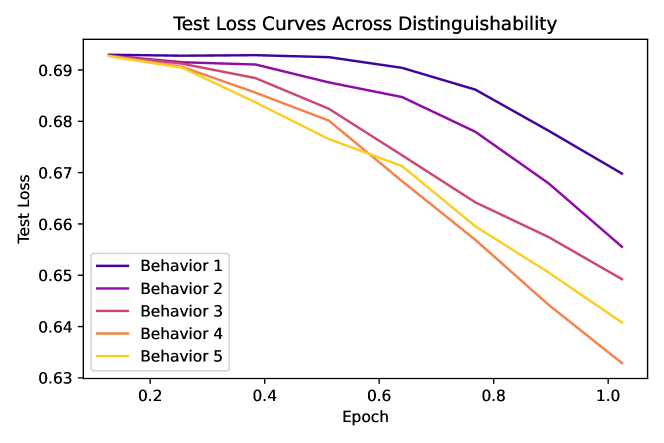 Test Loss Curves Across Distinguishability
Test Loss
0.69
0.68
0.67
0.66
0.65
0.64
0.63
Behavior 1
Behavior 2
Behavior 3
Behavior 4
Behavior 5
0.2 0.4 0.6 0.8 1.0
Epoch